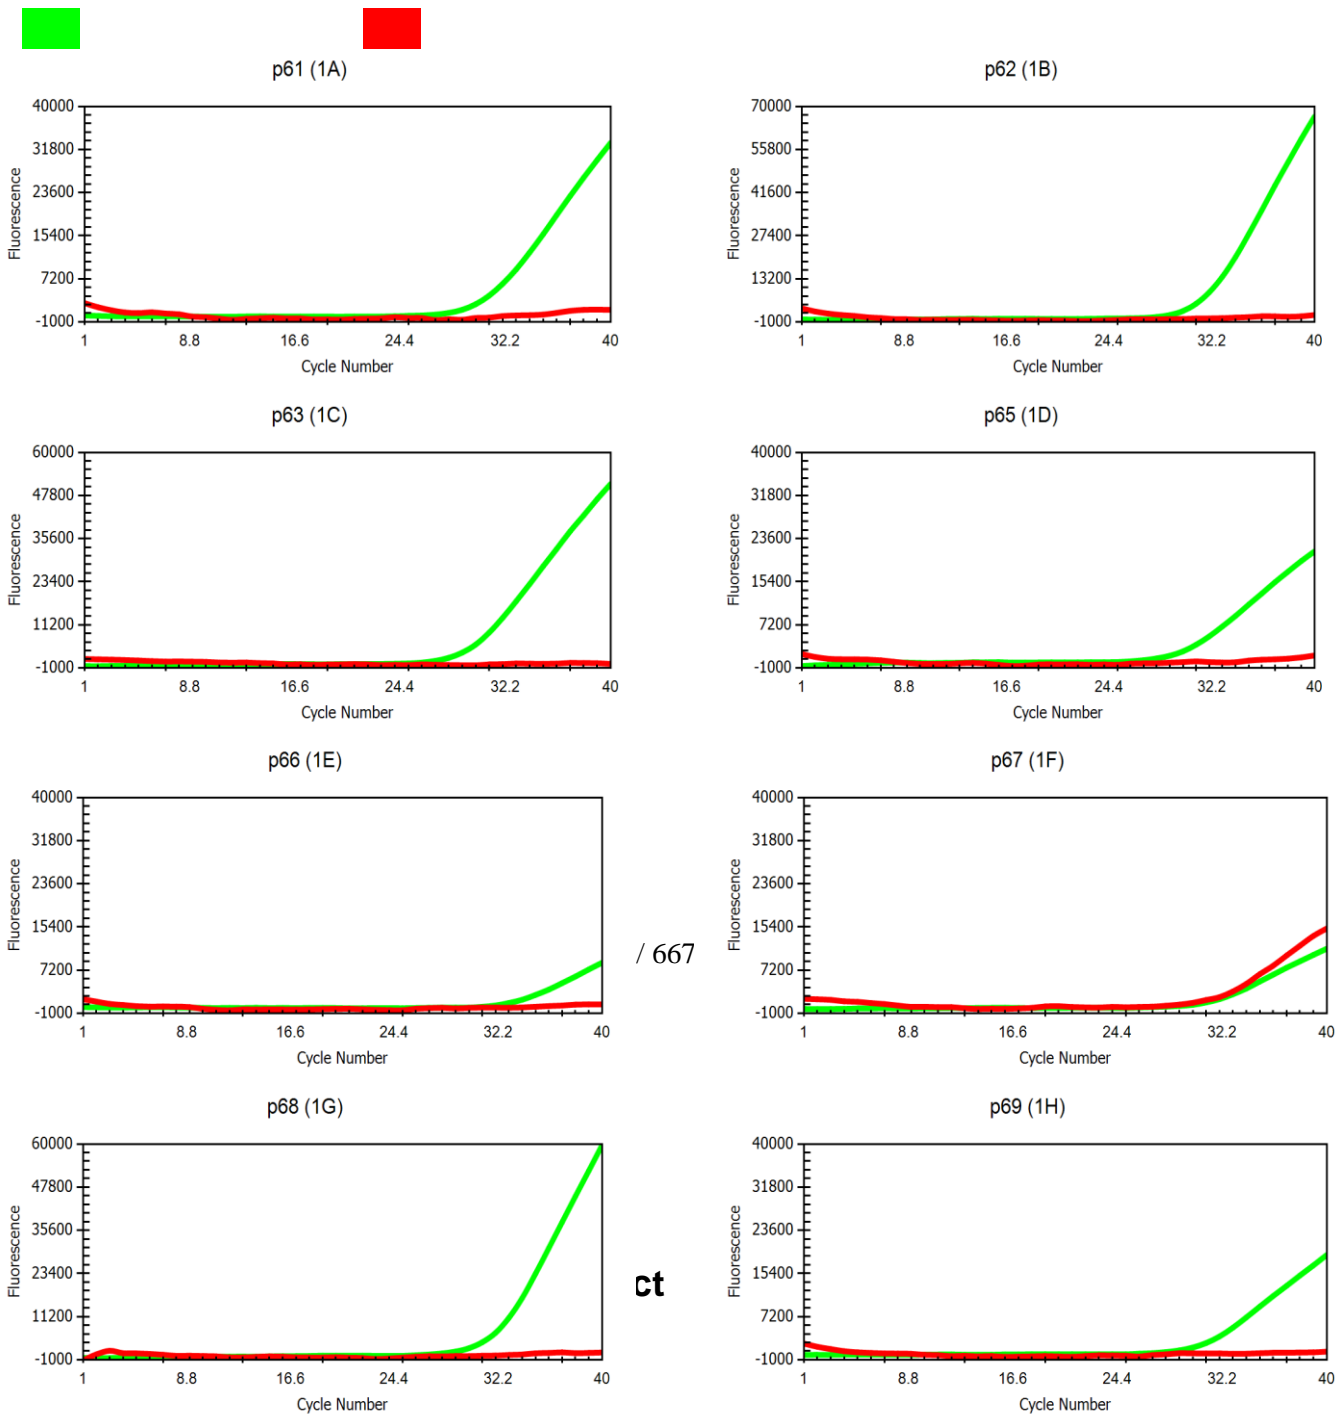 p61 (1A)
40000
31800
23600
15400
7200
-1000
Fluorescence
1 8.8 16.6 24.4 32.2 40
Cycle Number
p62 (1B)
70000
55800
41600
27400
13200
-1000
Fluorescence
1 8.8 16.6 24.4 32.2 40
Cycle Number
p63 (1C)
60000
47800
35600
23400
11200
-1000
Fluorescence
1 8.8 16.6 24.4 32.2 40
Cycle Number
p65 (1D)
40000
31800
23600
15400
7200
-1000
Fluorescence
1 8.8 16.6 24.4 32.2 40
Cycle Number
p66 (1E)
40000
31800
23600
15400
7200
-1000
Fluorescence
1 8.8 16.6 24.4 32.2 40
Cycle Number
/ 667
p67 (1F)
40000
31800
23600
15400
7200
-1000
Fluorescence
1 8.8 16.6 24.4 32.2 40
Cycle Number
p68 (1G)
60000
47800
35600
23400
11200
-1000
Fluorescence
1 8.8 16.6 24.4 32.2 40
Cycle Number
ct
p69 (1H)
40000
31800
23600
15400
7200
-1000
Fluorescence
1 8.8 16.6 24.4 32.2 40
Cycle Number